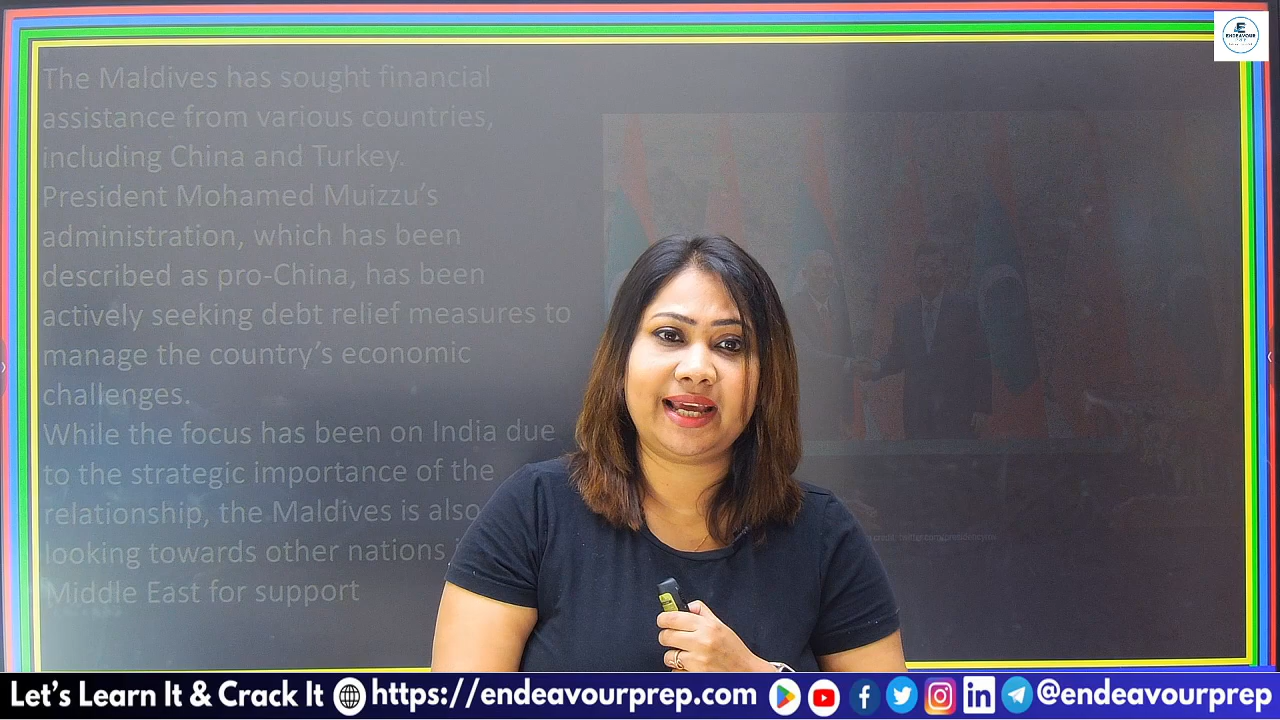 ENDEAVOUR
The Maldives has sought financial
assistance from various countries,
including China and Turkey.
President Mohamed Muizzu’s
administration, which has been
described as pro-China, has been
actively seeking debt relief measures to
manage the country’s economic
challenges.
While the focus has been on India due
to the strategic importance of the
relationship, the Maldives is also
looking towards other nations
Middle East for support
Let’s Learn It & Crack It https://endeavourprep.com @endeavourprep